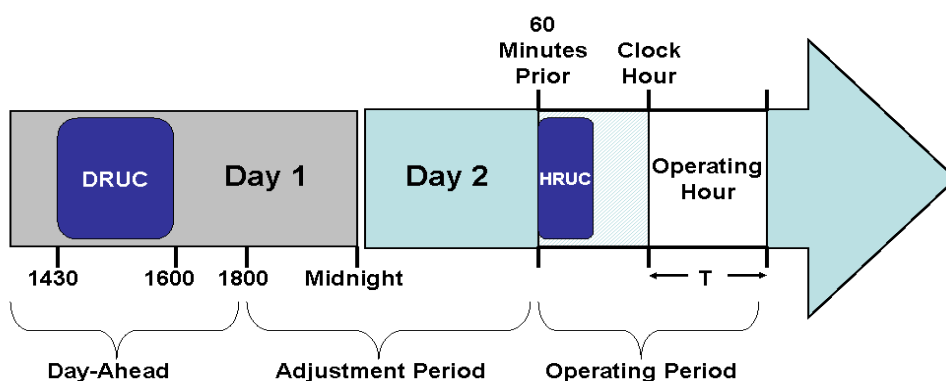 60
Minutes
Prior
Clock
Hour
DRUC
Day 1
Day 2
HRUC
Operating
Hour
1430
1600
1800
Midnight
T
Day-Ahead
Adjustment Period
Operating Period